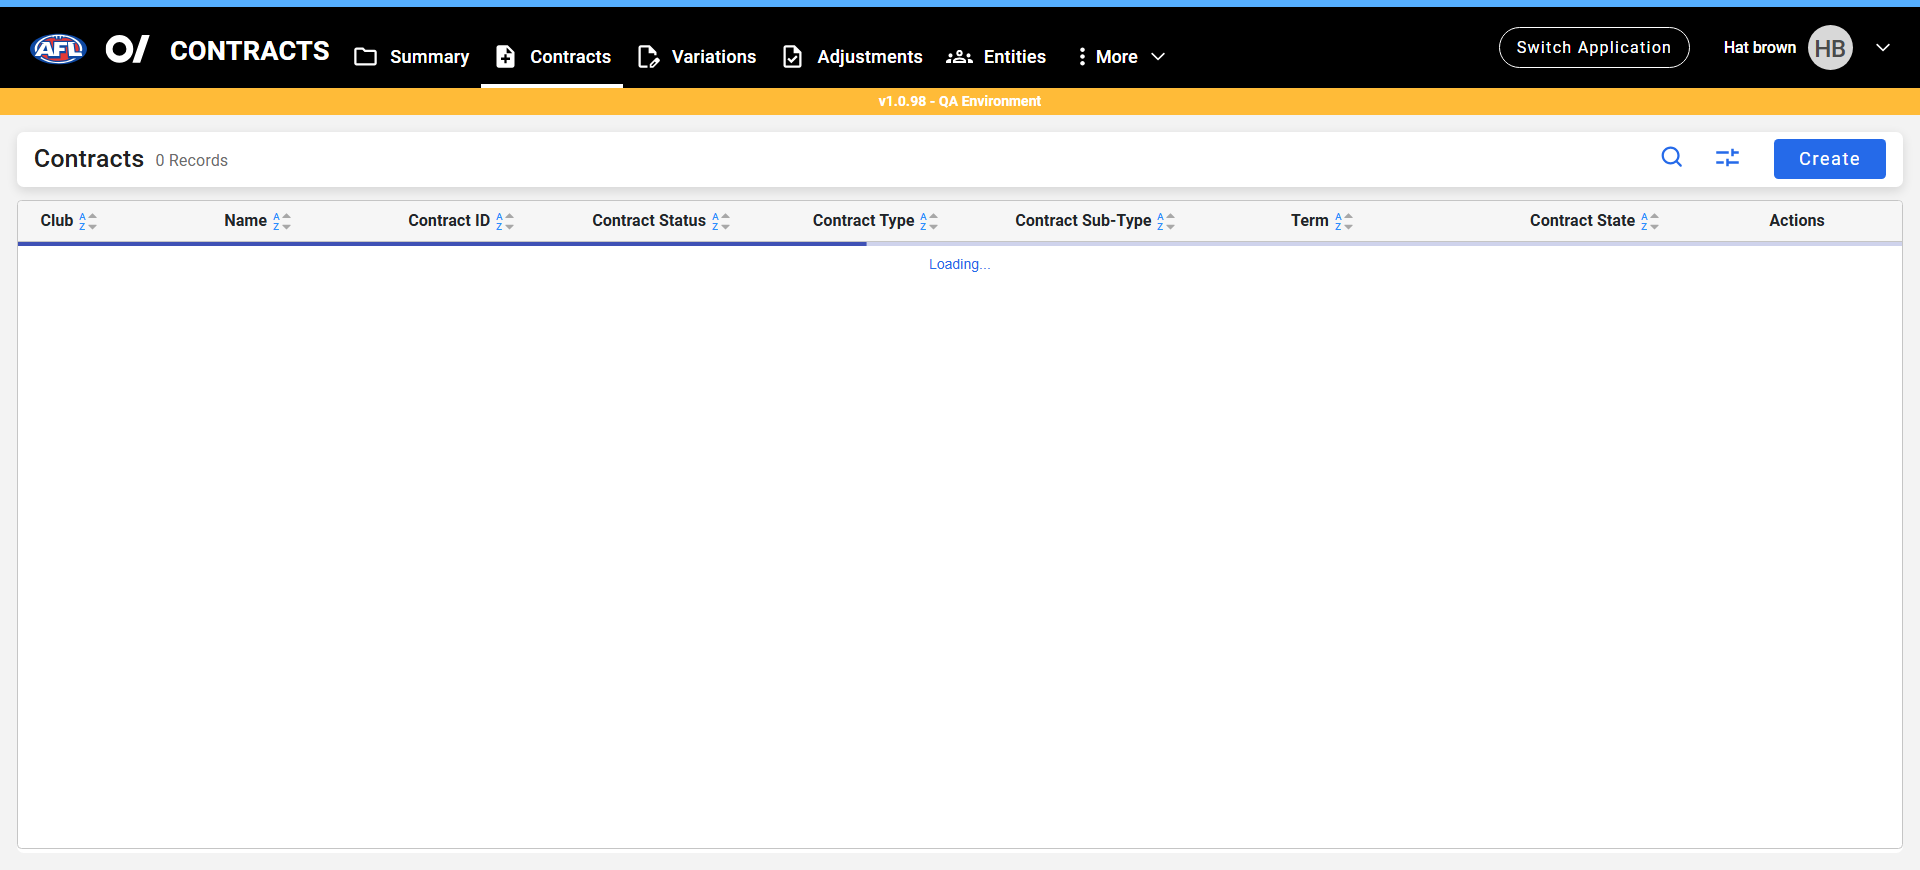 AFL O/ CONTRACTS Summary Contracts Variations Adjustments Entities More Switch Application Hat brown HB
v1.0.98 - QA Environment
Contracts 0 Records Create
Club Name Contract ID Contract Status Contract Type Contract Sub-Type Term Contract State Actions
Loading...